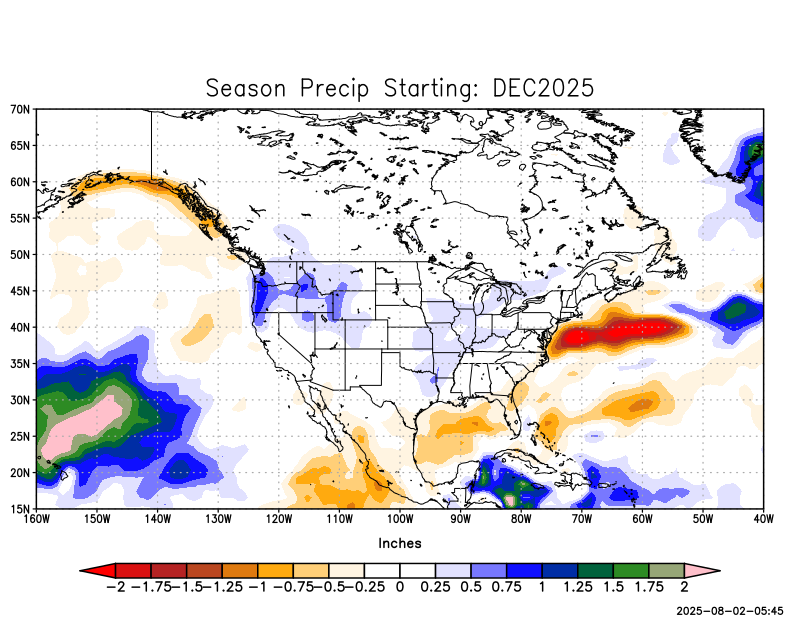 Season Precip Starting: DEC2025
70N
65N
60N
55N
50N
45N
40N
35N
30N
25N
20N
15N
160W 150W 140W 130W 120W 110W 100W 90W 80W 70W 60W 50W 40W
Inches
-2 -1.75 -1.5 -1.25 -1 -0.75 -0.5 -0.25 0 0.25 0.5 0.75 1 1.25 1.5 1.75 2
2025-08-02-05:45